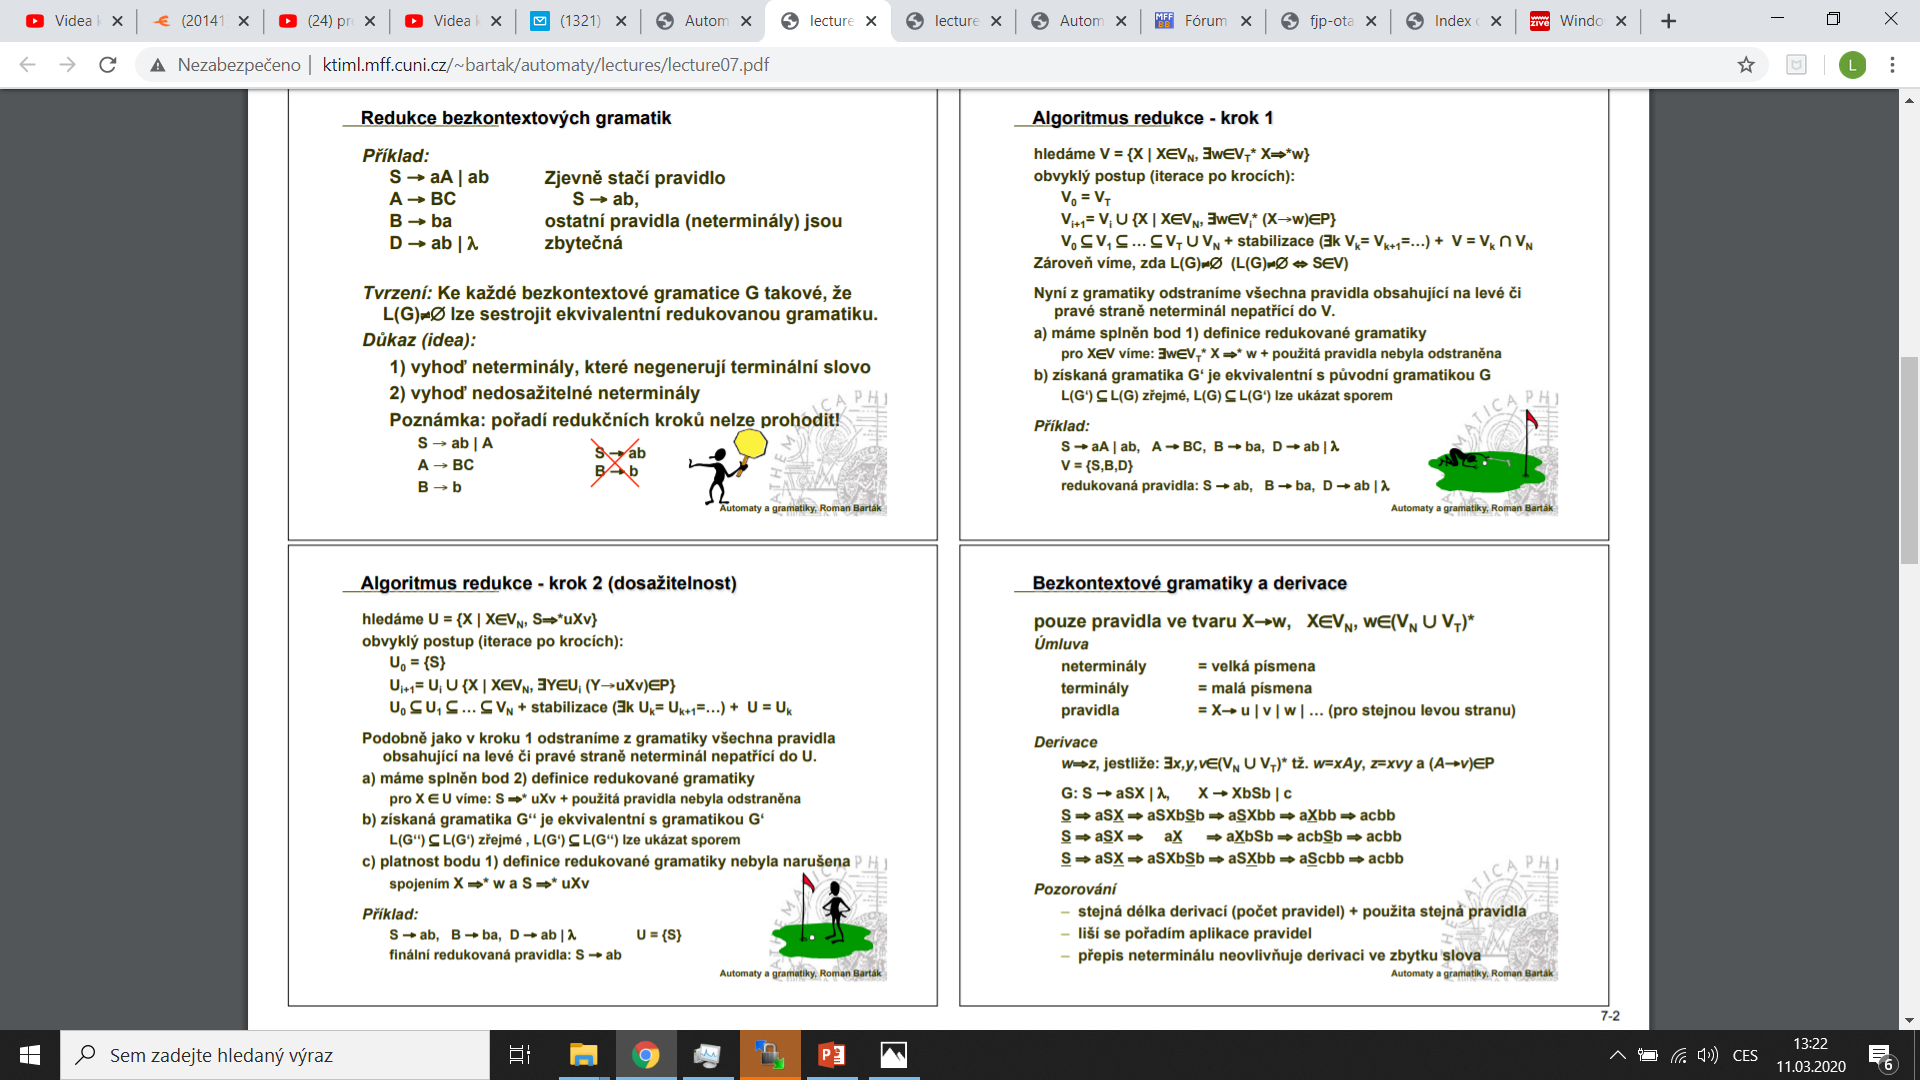 Videa
(20141
(24) pr
Videa
(1321)
Autom
lecture
lecture
Autom
Fórum
fjp-ota
Index
Windo
Nezabezpečeno | ktiml.mff.cuni.cz/~bartak/automaty/lectures/lecture07.pdf
L
Redukce bezkontextových gramatik
Příklad:
S → aA | ab Zjevně stačí pravidlo
A → BC S → ab,
B → ba ostatní pravidla (neterminály) jsou
D → ab | λ zbytečná
Tvrzení: Ke každé bezkontextové gramatice G takové, že
L(G)≠∅ lze sestrojit ekvivalentní redukovanou gramatiku.
Důkaz (idea):
1) vyhoď neterminály, které negenerují terminální slovo
2) vyhoď nedosažitelné neterminály
Poznámka: pořadí redukčních kroků nelze prohodit!
S → ab | A
A → BC
B → b
S → ab
B → b
Automaty a gramatiky, Roman Barták
Algoritmus redukce - krok 1
hledáme V = {X | X∈V_N, ∃w∈V_T* X⇒*w}
obvyklý postup (iterace po krocích):
V₀ = V_T
V_{i+1}= V_i ∪ {X | X∈V_N, ∃w∈V_i* (X→w)∈P}
V₀ ⊆ V₁ ⊆ … ⊆ V_T ∪ V_N + stabilizace (∃k V_k= V_{k+1}=…) + V = V_k ∩ V_N
Zároveň víme, zda L(G)≠∅ (L(G)≠∅ ⇔ S∈V)
Nyní z gramatiky odstraníme všechna pravidla obsahující na levé či
pravé straně neterminál nepatřící do V.
a) máme splněn bod 1) definice redukované gramatiky
pro X∈V víme: ∃w∈V_T* X ⇒* w + použitá pravidla nebyla odstraněna
b) získaná gramatika G‘ je ekvivalentní s původní gramatikou G
L(G‘) ⊆ L(G) zřejmé, L(G) ⊆ L(G‘) lze ukázat sporem
Příklad:
S → aA | ab, A → BC, B → ba, D → ab | λ
V = {S,B,D}
redukovaná pravidla: S → ab, B → ba, D → ab | λ
Automaty a gramatiky, Roman Barták
Algoritmus redukce - krok 2 (dosažitelnost)
hledáme U = {X | X∈V_N, S⇒*uXv}
obvyklý postup (iterace po krocích):
U₀ = {S}
U_{i+1}= U_i ∪ {X | X∈V_N, ∃Y∈U_i (Y→uXv)∈P}
U₀ ⊆ U₁ ⊆ … ⊆ V_N + stabilizace (∃k U_k= U_{k+1}=…) + U = U_k
Podobně jako v kroku 1 odstraníme z gramatiky všechna pravidla
obsahující na levé či pravé straně neterminál nepatřící do U.
a) máme splněn bod 2) definice redukované gramatiky
pro X ∈ U víme: S ⇒* uXv + použitá pravidla nebyla odstraněna
b) získaná gramatika G‘‘ je ekvivalentní s gramatikou G‘
L(G‘‘) ⊆ L(G‘) zřejmé , L(G‘) ⊆ L(G‘‘) lze ukázat sporem
c) platnost bodu 1) definice redukované gramatiky nebyla narušena
spojením X ⇒* w a S ⇒* uXv
Příklad:
S → ab, B → ba, D → ab | λ U = {S}
finální redukovaná pravidla: S → ab
Automaty a gramatiky, Roman Barták
Bezkontextové gramatiky a derivace
pouze pravidla ve tvaru X→w, X∈V_N, w∈(V_N ∪ V_T)*
Úmluva
neterminály = velká písmena
terminály = malá písmena
pravidla = X→ u | v | w | … (pro stejnou levou stranu)
Derivace
w⇒z, jestliže: ∃x,y,v∈(V_N ∪ V_T)* tž. w=xAy, z=xvy a (A→v)∈P
G: S → aSX | λ, X → XbSb | c
S ⇒ aSX ⇒ aSXbSb ⇒ aSXbb ⇒ aXbb ⇒ acbb
S ⇒ aSX ⇒ aX ⇒ aXbSb ⇒ acbSb ⇒ acbb
S ⇒ aSX ⇒ aSXbSb ⇒ aSXbb ⇒ aScbb ⇒ acbb
Pozorování
– stejná délka derivací (počet pravidel) + použita stejná pravidla
– liší se pořadím aplikace pravidel
– přepis neterminálu neovlivňuje derivaci ve zbytku slova
Automaty a gramatiky, Roman Barták
7-2
Sem zadejte hledaný výraz
CES
13:22
11.03.2020
6